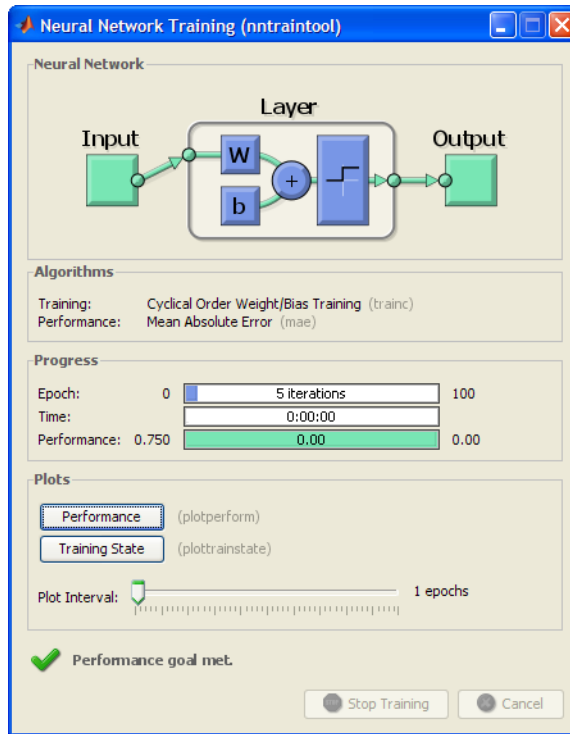 Neural Network Training (nntraintool)
Neural Network
Layer
Input
Output
W
b
+
Algorithms
Training: Cyclical Order Weight/Bias Training (trainc)
Performance: Mean Absolute Error (mae)
Progress
Epoch: 0 5 iterations 100
Time: 0:00:00
Performance: 0.750 0.00 0.00
Plots
Performance (plotperform)
Training State (plottrainstate)
Plot Interval: 1 epochs
Performance goal met.
Stop Training Cancel